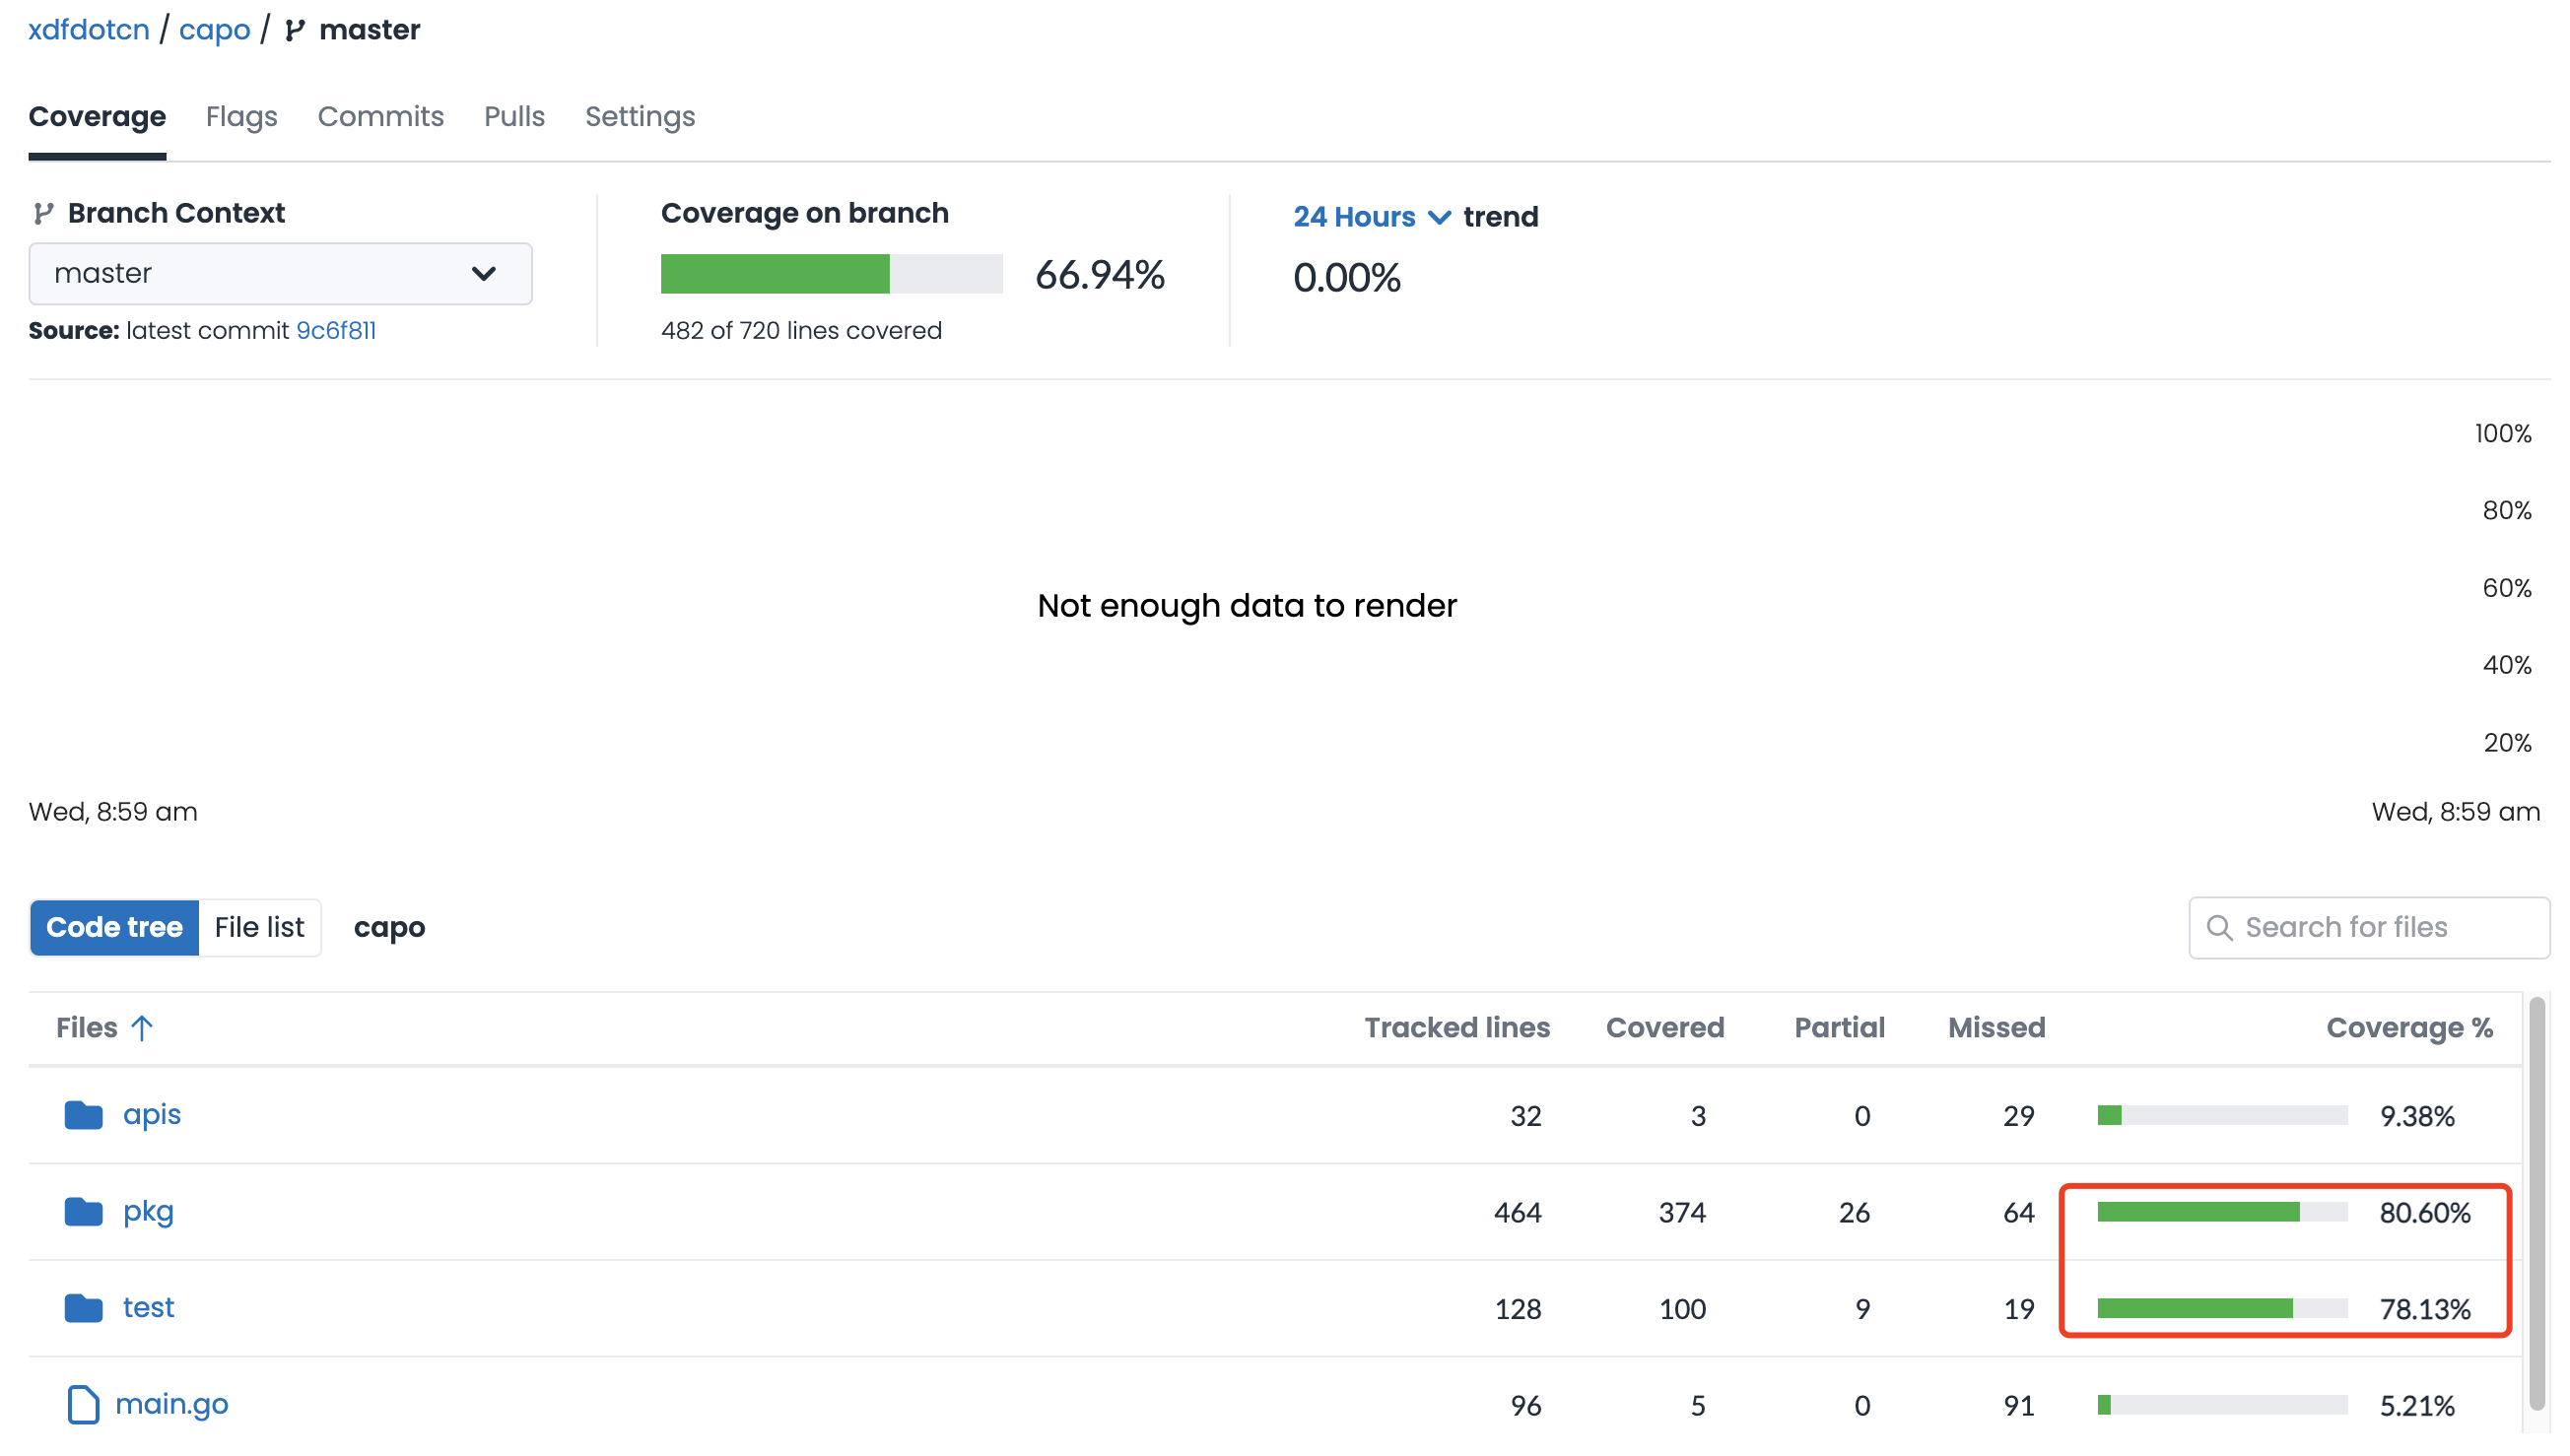 xdfdotcn / capo / master
Coverage Flags Commits Pulls Settings
Branch Context
master
Source: latest commit 9c6f811
Coverage on branch
66.94%
482 of 720 lines covered
24 Hours trend
0.00%
100%
80%
60%
40%
20%
Not enough data to render
Wed, 8:59 am Wed, 8:59 am
Code tree File list capo Search for files
Files Tracked lines Covered Partial Missed Coverage %
apis 32 3 0 29 9.38%
pkg 464 374 26 64 80.60%
test 128 100 9 19 78.13%
main.go 96 5 0 91 5.21%